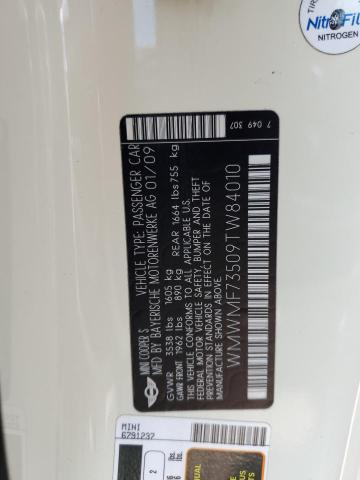 MINI COOPER S VEHICLE TYPE: PASSENGER CAR
MFD BY BAYERISCHE MOTORENWERKE AG 01/09
GVWR 3538 lbs 1605 kg
GAWR FRONT 1962 lbs 890 kg REAR 1664 lbs 755 kg
THIS VEHICLE CONFORMS TO ALL APPLICABLE U.S.
FEDERAL MOTOR VEHICLE SAFETY, BUMPER AND THEFT
PREVENTION STANDARDS IN EFFECT ON THE DATE
OF MANUFACTURE SHOWN ABOVE.
WMWMF73509TW84010
7 049 307
MINI
6791237
2
NITROGEN